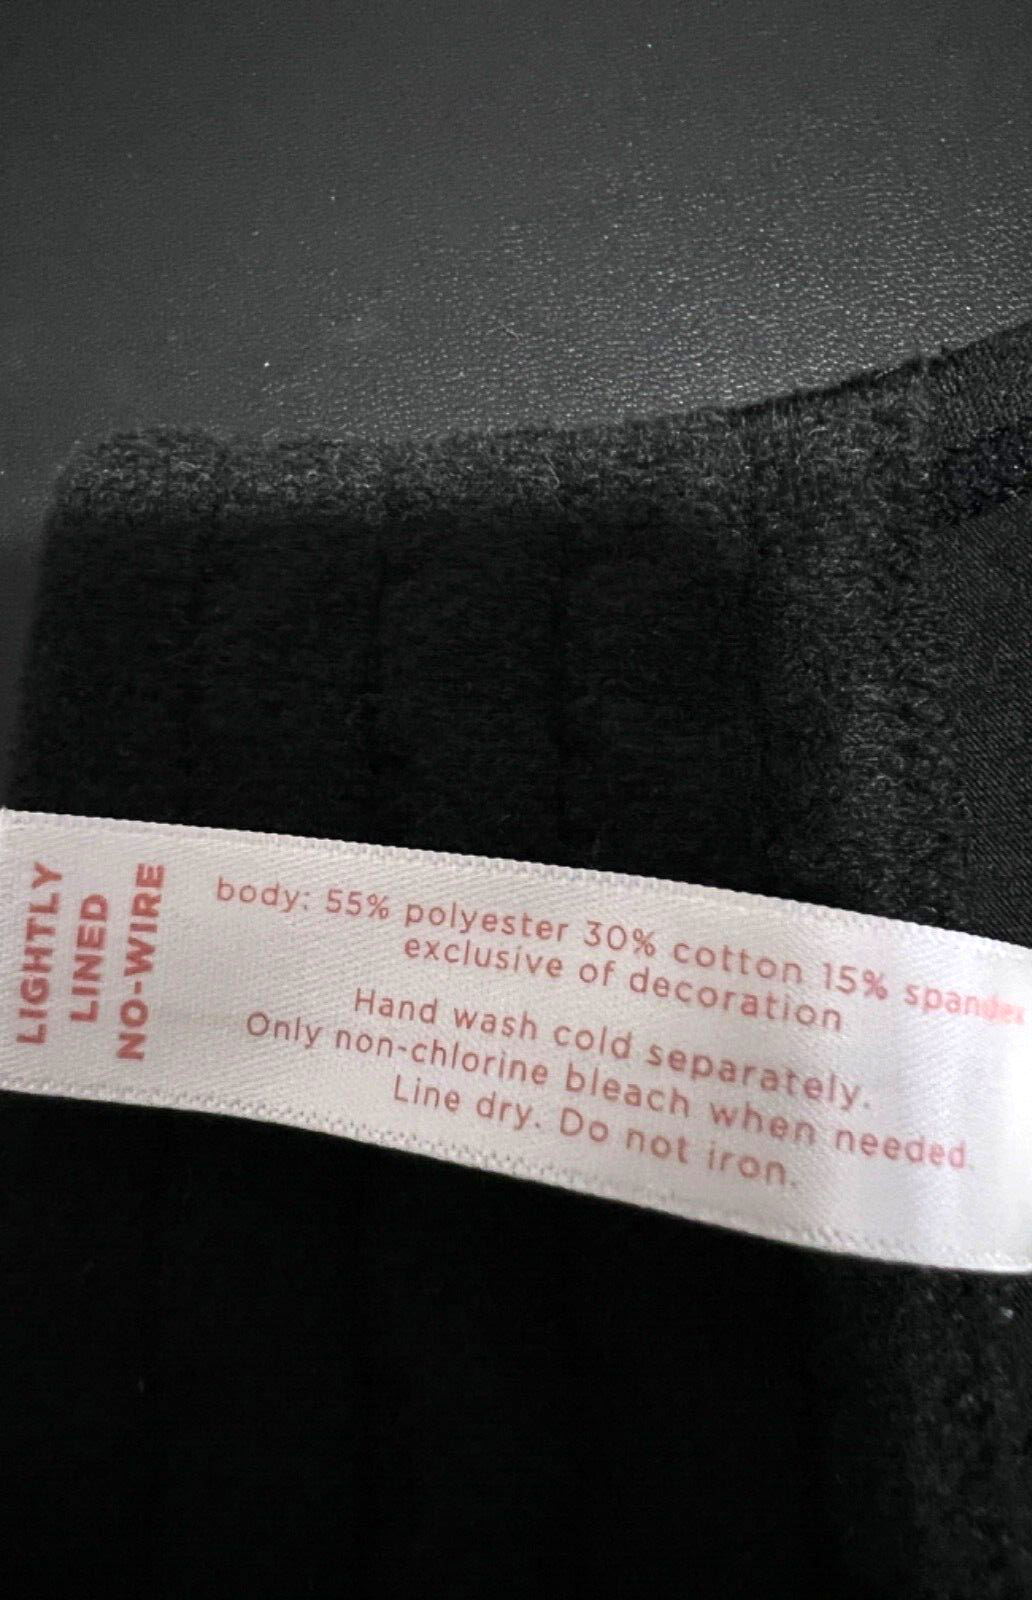 LIGHTLY
LINED
NO-WIRE
body: 55% polyester 30% cotton 15% spandex
exclusive of decoration
Hand wash cold separately.
Only non-chlorine bleach when needed.
Line dry. Do not iron.